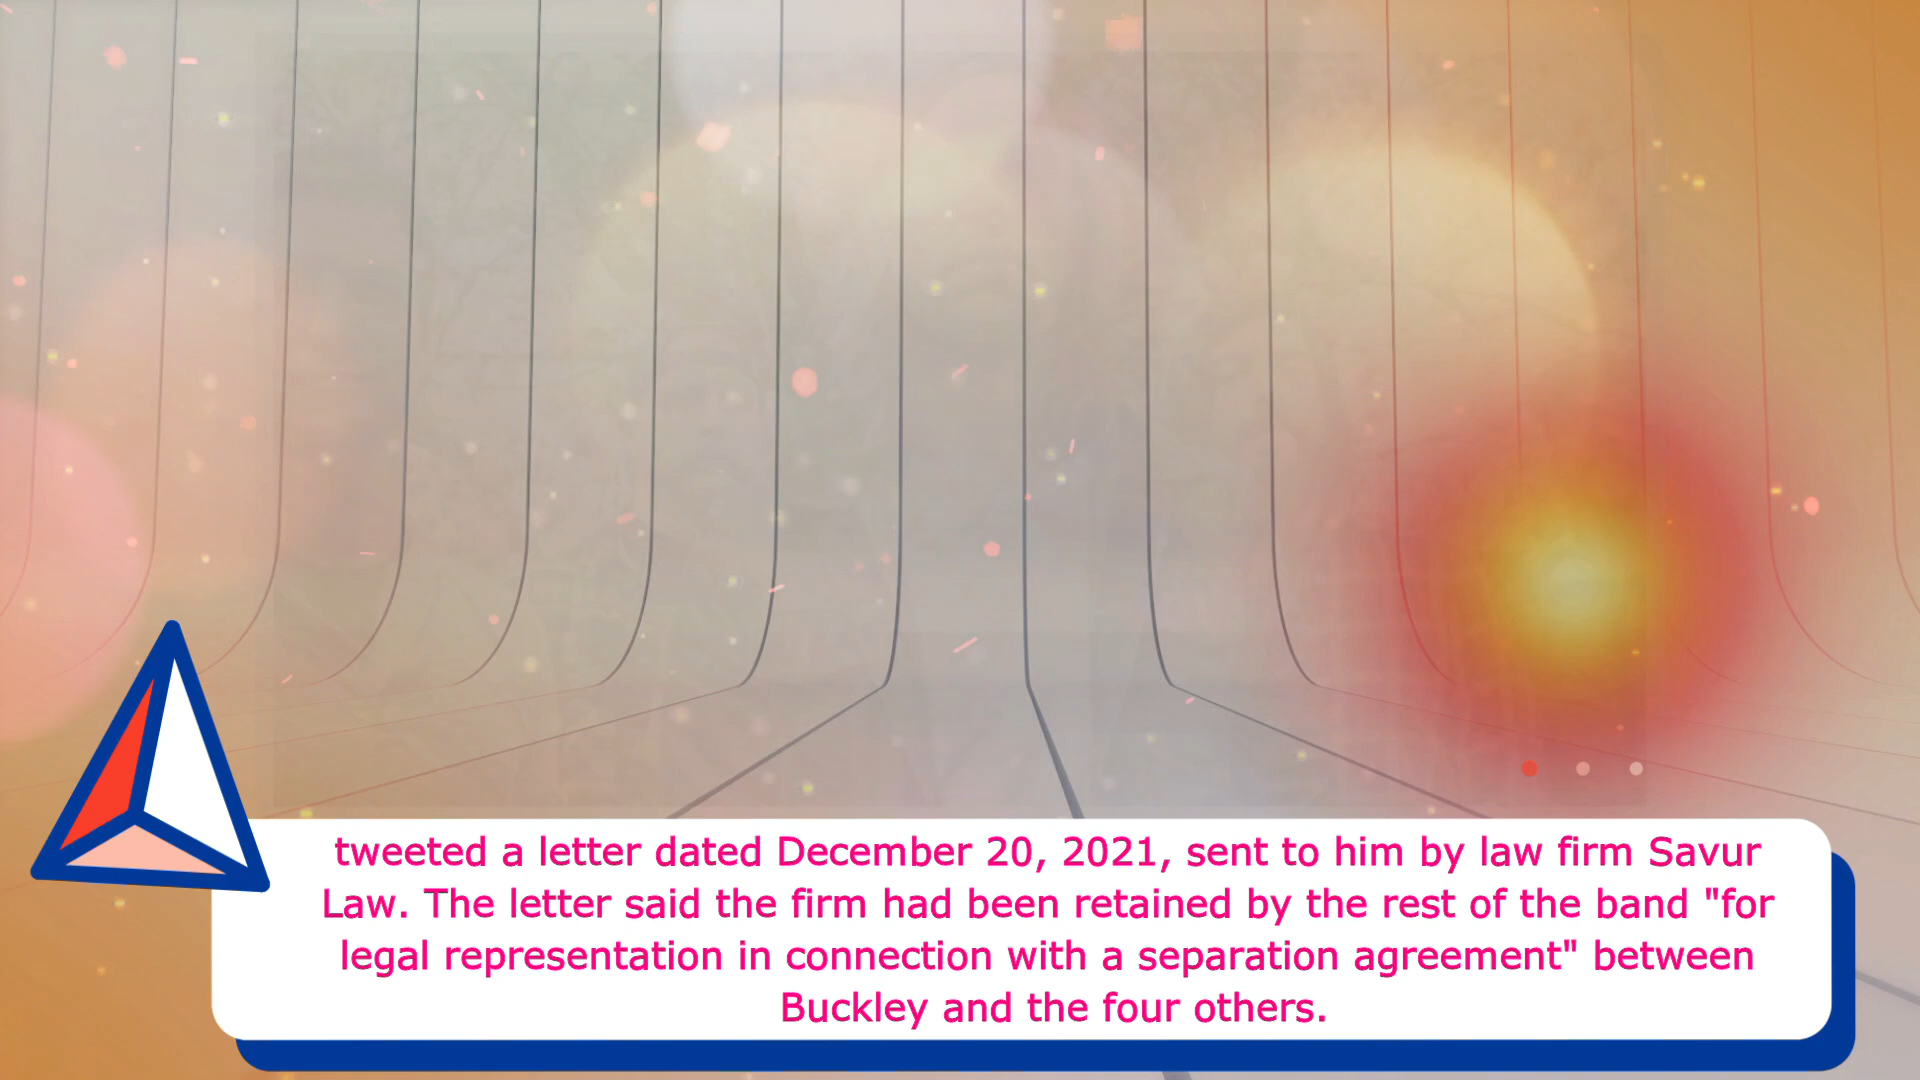 tweeted a letter dated December 20, 2021, sent to him by law firm Savur
Law. The letter said the firm had been retained by the rest of the band "for
legal representation in connection with a separation agreement" between
Buckley and the four others.